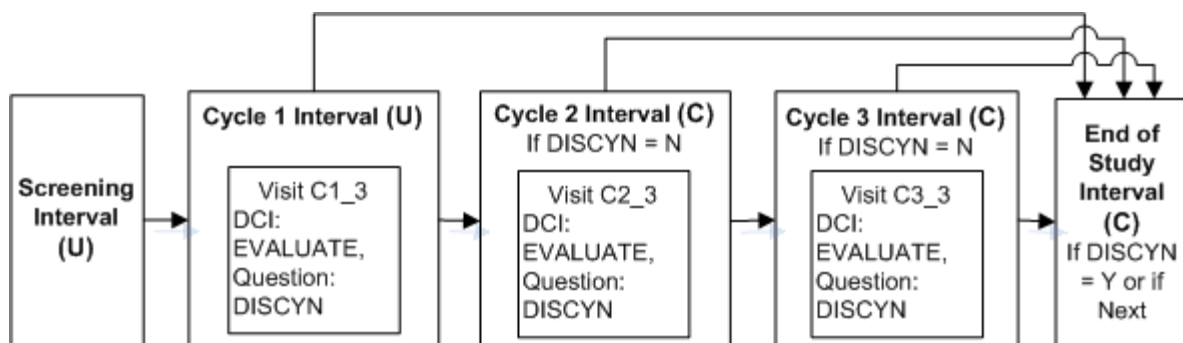 Screening
Interval
(U)
Cycle 1 Interval (U)
Visit C1_3
DCI:
EVALUATE,
Question:
DISCYN
Cycle 2 Interval (C)
If DISCYN = N
Visit C2_3
DCI:
EVALUATE,
Question:
DISCYN
Cycle 3 Interval (C)
If DISCYN = N
Visit C3_3
DCI:
EVALUATE,
Question:
DISCYN
End of
Study
Interval
(C)
If DISCYN
= Y or if
Next